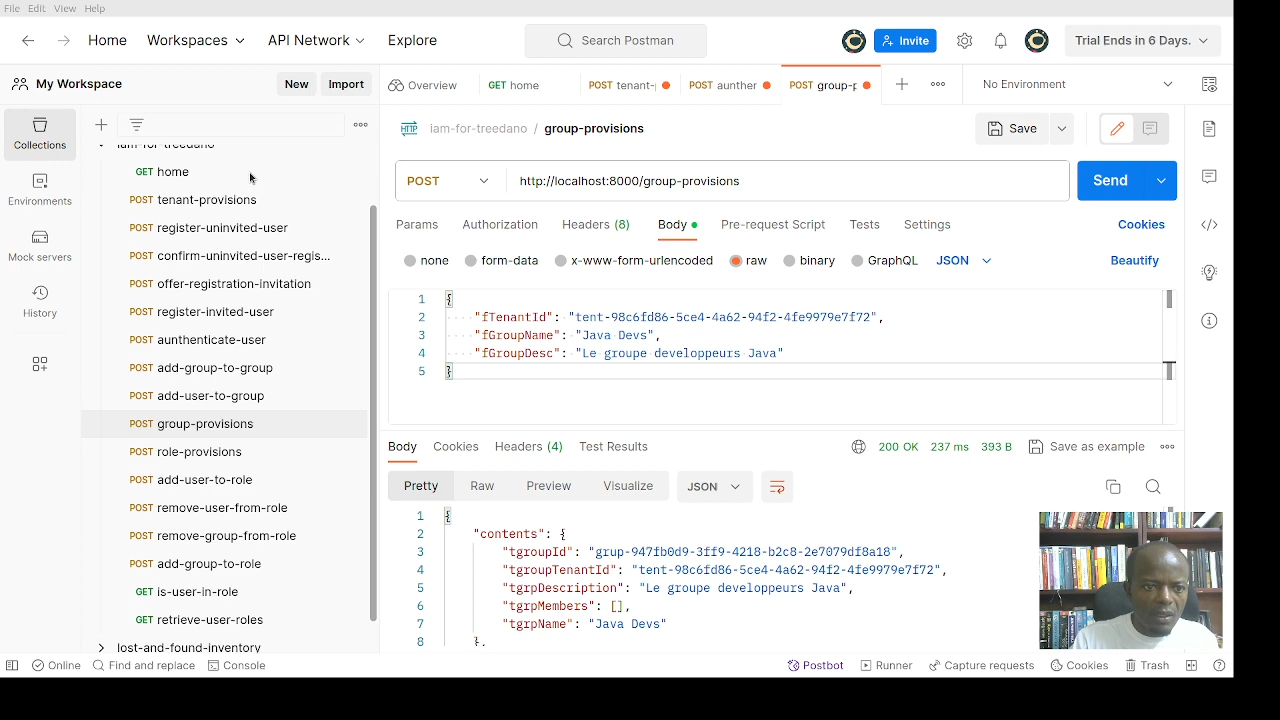 File Edit View Help
Home Workspaces API Network Explore Search Postman Invite Trial Ends in 6 Days.
My Workspace New Import Overview GET home POST tenant-p POST aunther POST group-p No Environment
iam-for-treedano / group-provisions Save
Collections
Environments
Mock servers
History
iam-for-treedano
GET home
POST tenant-provisions
POST register-uninvited-user
POST confirm-uninvited-user-regis...
POST offer-registration-invitation
POST register-invited-user
POST aunthenticate-user
POST add-group-to-group
POST add-user-to-group
POST group-provisions
POST role-provisions
POST add-user-to-role
POST remove-user-from-role
POST remove-group-from-role
POST add-group-to-role
GET is-user-in-role
GET retrieve-user-roles
lost-and-found-inventory
HTTP
POST http://localhost:8000/group-provisions Send
Params Authorization Headers (8) Body Pre-request Script Tests Settings Cookies
none form-data x-www-form-urlencoded raw binary GraphQL JSON Beautify
1 {
2 "fTenantId": "tent-98c6fd86-5ce4-4a62-94f2-4fe9979e7f72",
3 "fGroupName": "Java Devs",
4 "fGroupDesc": "Le groupe developpeurs Java"
5 }
Body Cookies Headers (4) Test Results 200 OK 237 ms 393 B Save as example
Pretty Raw Preview Visualize JSON
1 {
2 "contents": {
3 "tgroupId": "grup-947fb0d9-3ff9-4218-b2c8-2e7079df8a18",
4 "tgroupTenantId": "tent-98c6fd86-5ce4-4a62-94f2-4fe9979e7f72",
5 "tgrpDescription": "Le groupe developpeurs Java",
6 "tgrpMembers": [],
7 "tgrpName": "Java Devs"
8 },
Online Find and replace Console Postbot Runner Capture requests Cookies Trash